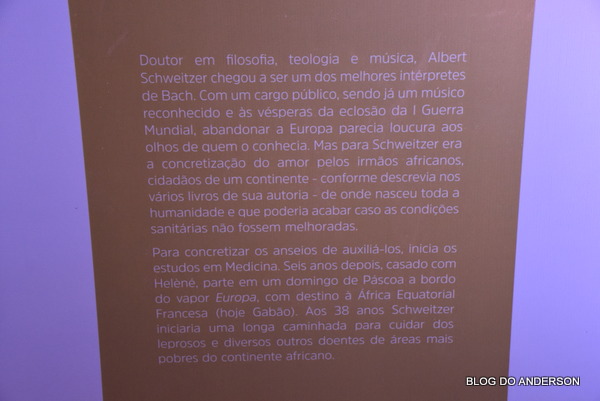 Doutor em filosofia, teologia e música, Albert
Schweitzer chegou a ser um dos melhores intérpretes
de Bach. Com um cargo público, sendo já um músico
reconhecido e às vésperas da eclosão da I Guerra
Mundial, abandonar a Europa parecia loucura aos
olhos de quem o conhecia. Mas para Schweitzer era
a concretização do amor pelos irmãos africanos,
cidadãos de um continente - conforme descrevia nos
vários livros de sua autoria - de onde nasceu toda a
humanidade e que poderia acabar caso as condições
sanitárias não fossem melhoradas.
Para concretizar os anseios de auxiliá-los, inicia os
estudos em Medicina. Seis anos depois, casado com
Helène, parte em um domingo de Páscoa a bordo
do vapor Europa, com destino à África Equatorial
Francesa (hoje Gabão). Aos 38 anos Schweitzer
iniciaria uma longa caminhada para cuidar dos
leprosos e diversos outros doentes de áreas mais
pobres do continente africano.
BLOG DO ANDERSON